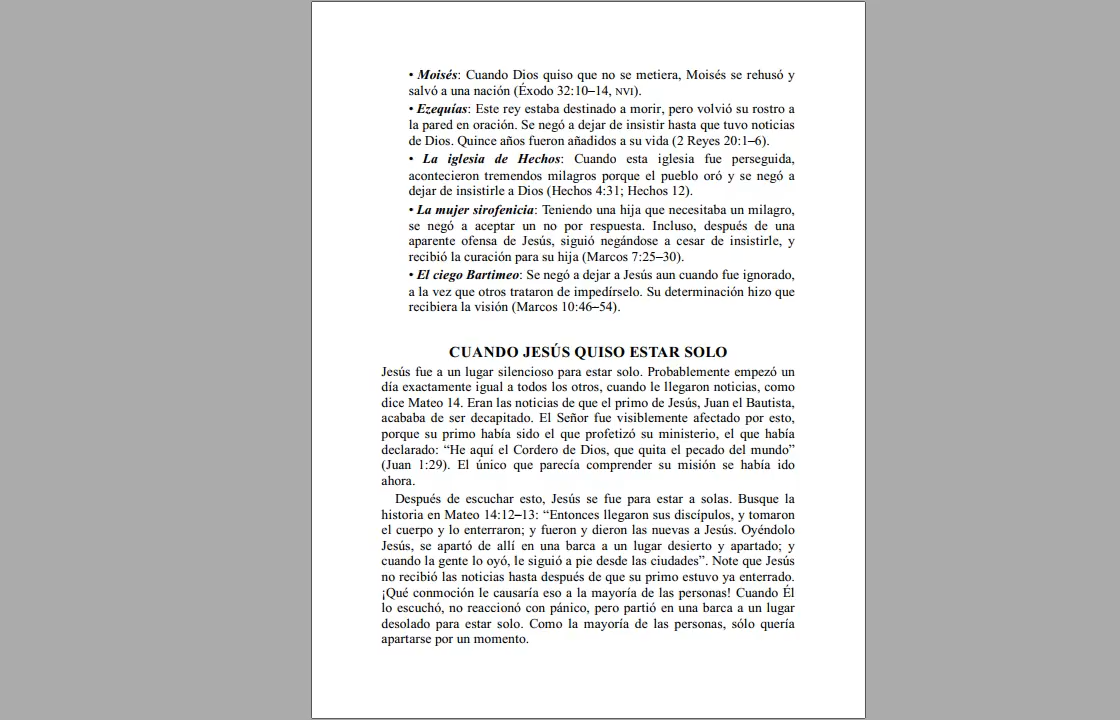 • Moisés: Cuando Dios quiso que no se metiera, Moisés se rehusó y
salvó a una nación (Éxodo 32:10–14, NVI).
• Ezequías: Este rey estaba destinado a morir, pero volvió su rostro a
la pared en oración. Se negó a dejar de insistir hasta que tuvo noticias
de Dios. Quince años fueron añadidos a su vida (2 Reyes 20:1–6).
• La iglesia de Hechos: Cuando esta iglesia fue perseguida,
acontecieron tremendos milagros porque el pueblo oró y se negó a
dejar de insistirle a Dios (Hechos 4:31; Hechos 12).
• La mujer sirofenicia: Teniendo una hija que necesitaba un milagro,
se negó a aceptar un no por respuesta. Incluso, después de una
aparente ofensa de Jesús, siguió negándose a cesar de insistirle, y
recibió la curación para su hija (Marcos 7:25–30).
• El ciego Bartimeo: Se negó a dejar a Jesús aun cuando fue ignorado,
a la vez que otros trataron de impedírselo. Su determinación hizo que
recibiera la visión (Marcos 10:46–54).
CUANDO JESÚS QUISO ESTAR SOLO
Jesús fue a un lugar silencioso para estar solo. Probablemente empezó un
día exactamente igual a todos los otros, cuando le llegaron noticias, como
dice Mateo 14. Eran las noticias de que el primo de Jesús, Juan el Bautista,
acababa de ser decapitado. El Señor fue visiblemente afectado por esto,
porque su primo había sido el que profetizó su ministerio, el que había
declarado: “He aquí el Cordero de Dios, que quita el pecado del mundo”
(Juan 1:29). El único que parecía comprender su misión se había ido
ahora.
Después de escuchar esto, Jesús se fue para estar a solas. Busque la
historia en Mateo 14:12–13: “Entonces llegaron sus discípulos, y tomaron
el cuerpo y lo enterraron; y fueron y dieron las nuevas a Jesús. Oyéndolo
Jesús, se apartó de allí en una barca a un lugar desierto y apartado; y
cuando la gente lo oyó, le siguió a pie desde las ciudades”. Note que Jesús
no recibió las noticias hasta después de que su primo estuvo ya enterrado.
¡Qué conmoción le causaría eso a la mayoría de las personas! Cuando Él
lo escuchó, no reaccionó con pánico, pero partió en una barca a un lugar
desolado para estar solo. Como la mayoría de las personas, sólo quería
apartarse por un momento.